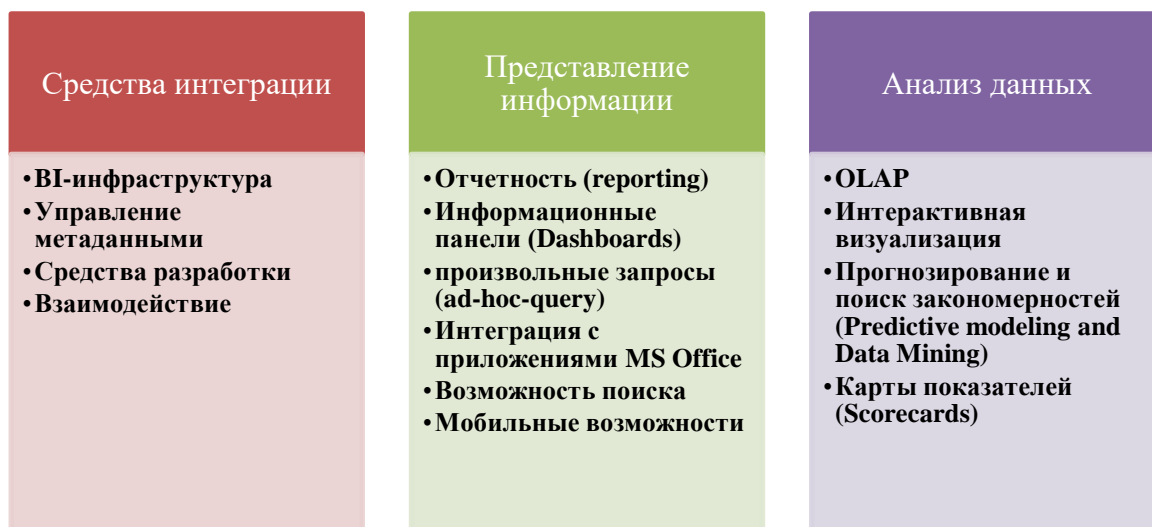 Средства интеграции
•BI-инфраструктура
•Управление
метаданными
•Средства разработки
•Взаимодействие
Представление
информации
•Отчетность (reporting)
•Информационные
панели (Dashboards)
•произвольные запросы
(ad-hoc-query)
•Интеграция с
приложениями MS Office
•Возможность поиска
•Мобильные возможности
Анализ данных
•OLAP
•Интерактивная
визуализация
•Прогнозирование и
поиск закономерностей
(Predictive modeling and
Data Mining)
•Карты показателей
(Scorecards)